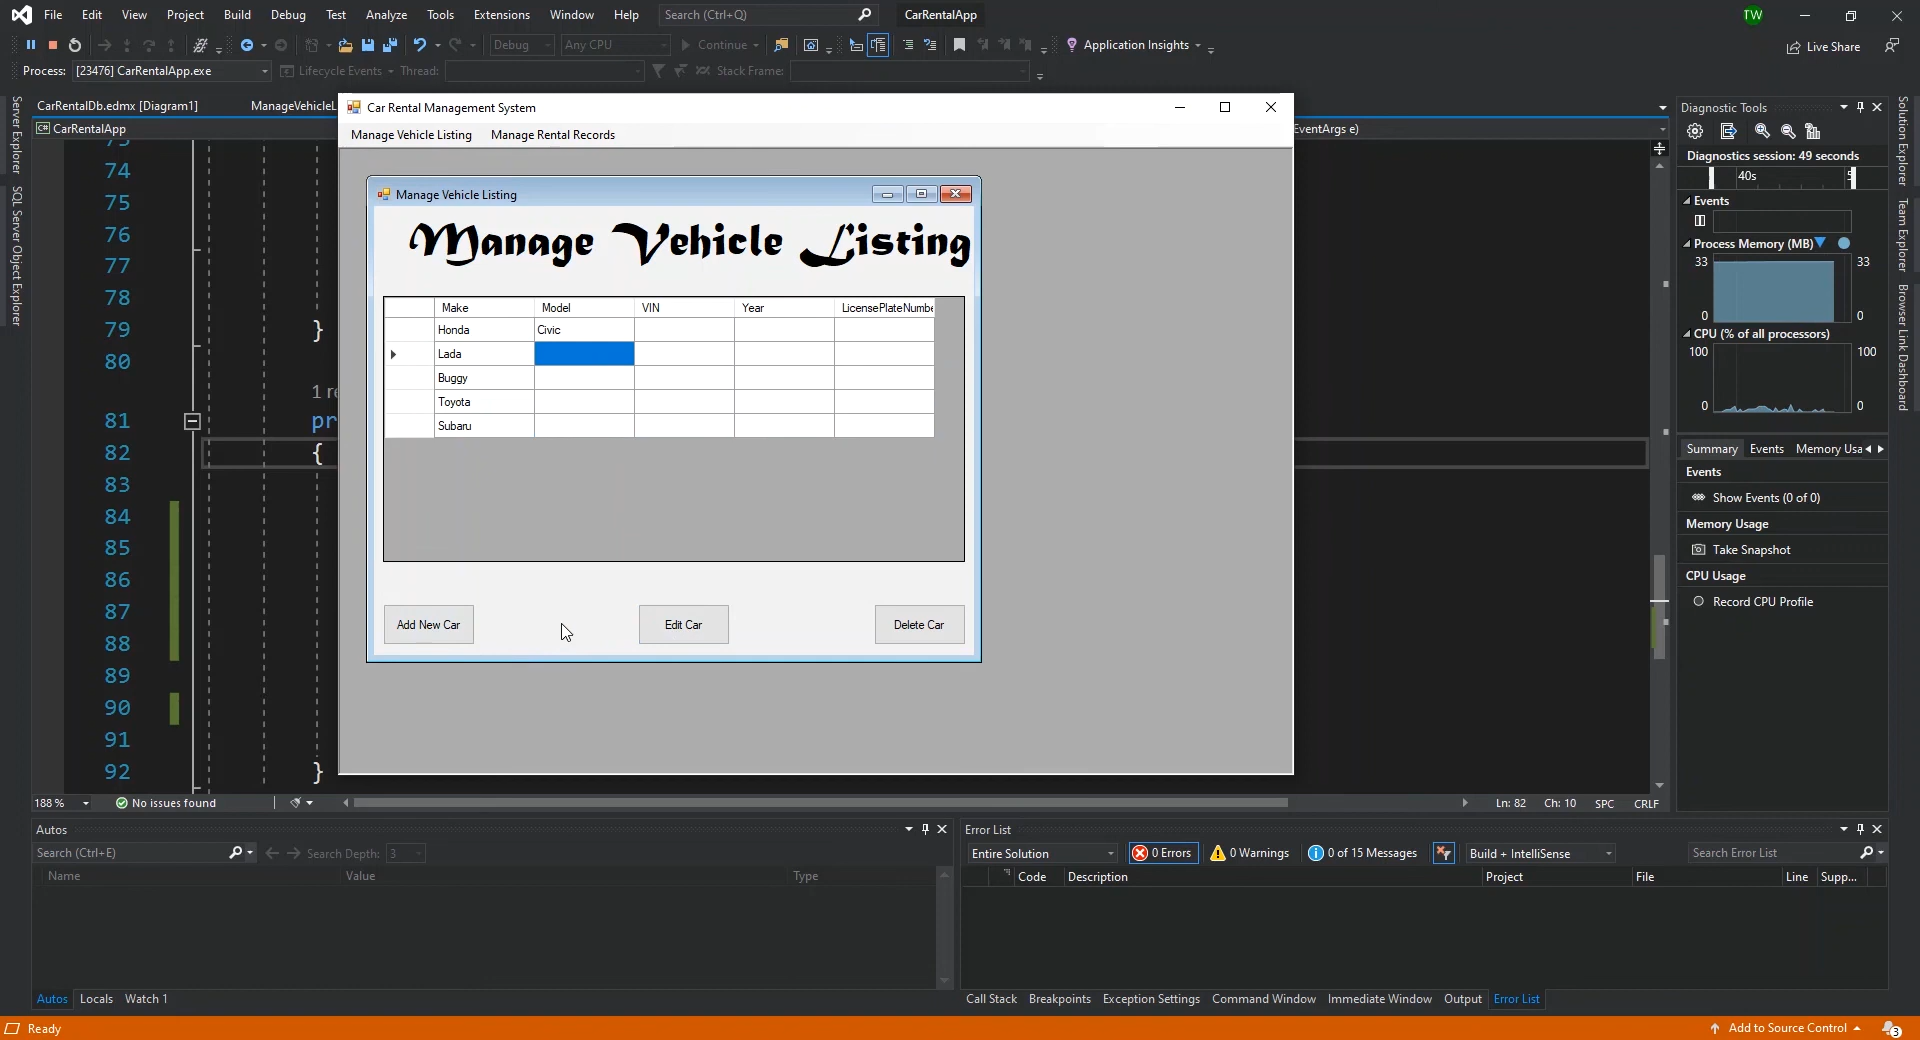 File Edit View Project Build Debug Test Analyze Tools Extensions Window Help Search (Ctrl+Q) CarRentalApp TW
Debug Any CPU Continue Application Insights Live Share
Process: [23476] CarRentalApp.exe Lifecycle Events Thread: Stack Frame:
Server Explorer
SQL Server Object Explorer
CarRentalDb.edmx [Diagram1] ManageVehicleL
CarRentalApp
EventArgs e)
74
75
76
77
78
79 }
80
1 re
81 pr
82 {
83
84
85
86
87
88
89
90
91
92 }
Car Rental Management System
Manage Vehicle Listing Manage Rental Records
Manage Vehicle Listing
Manage Vehicle Listing
Make Model VIN Year LicensePlateNumbe
Honda Civic
Lada
Buggy
Toyota
Subaru
Add New Car Edit Car Delete Car
Diagnostic Tools
Diagnostics session: 49 seconds
40s
Events
Process Memory (MB)
33 33
0 0
CPU (% of all processors)
100 100
0 0
Summary Events Memory Usa
Events
Show Events (0 of 0)
Memory Usage
Take Snapshot
CPU Usage
Record CPU Profile
Solution Explorer
Team Explorer
Browser Link Dashboard
188 % No issues found Ln: 82 Ch: 10 SPC CRLF
Autos
Search (Ctrl+E) Search Depth: 3
Name Value Type
Autos Locals Watch 1
Error List
Entire Solution 0 Errors 0 Warnings 0 of 15 Messages Build + IntelliSense Search Error List
Code Description Project File Line Supp...
Call Stack Breakpoints Exception Settings Command Window Immediate Window Output Error List
Ready Add to Source Control 3